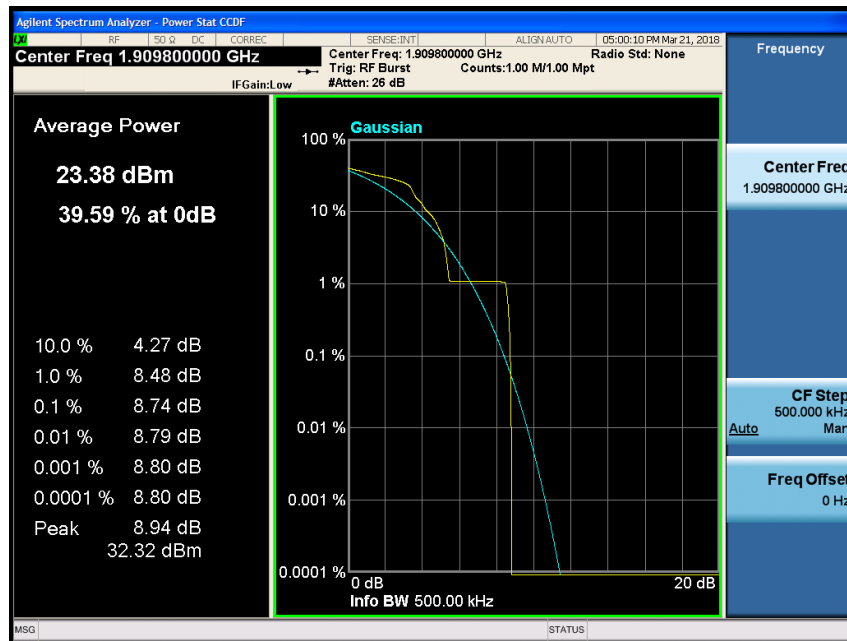 Agilent Spectrum Analyzer - Power Stat CCDF
LXI RF 50 Ω DC CORREC SENSE:INT ALIGN AUTO 05:00:10 PM Mar 21, 2018
Center Freq 1.909800000 GHz
Center Freq: 1.909800000 GHz Radio Std: None
Trig: RF Burst Counts:1.00 M/1.00 Mpt
IFGain:Low #Atten: 26 dB
Frequency
Average Power
23.38 dBm
39.59 % at 0dB
10.0 % 4.27 dB
1.0 % 8.48 dB
0.1 % 8.74 dB
0.01 % 8.79 dB
0.001 % 8.80 dB
0.0001 % 8.80 dB
Peak 8.94 dB
32.32 dBm
Gaussian
100 %
10 %
1 %
0.1 %
0.01 %
0.001 %
0.0001 %
0 dB 20 dB
Info BW 500.00 kHz
Center Freq
1.909800000 GHz
CF Step
500.000 kHz
Auto Man
Freq Offset
0 Hz
MSG STATUS